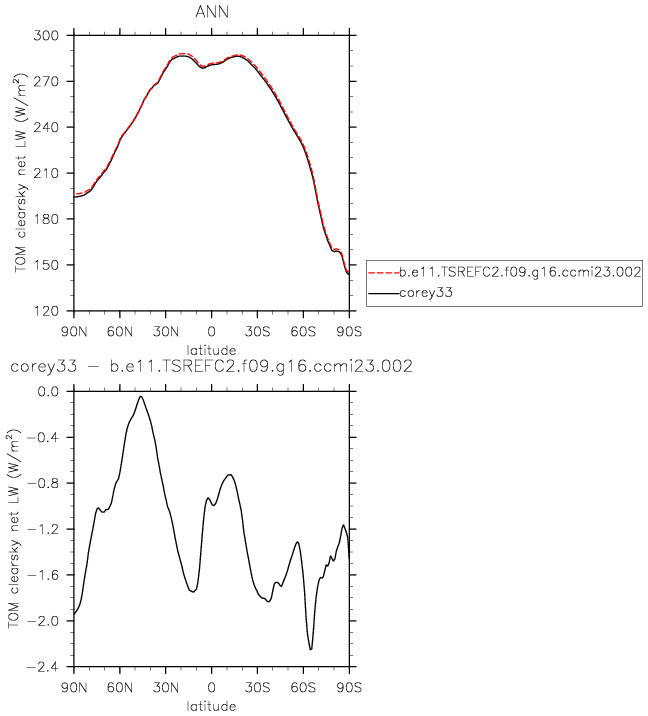 ANN
300
270
240
210
180
150
120
TOM clearsky net LW (W/m²)
90N 60N 30N 0 30S 60S 90S
latitude
b.e11.TSREFC2.f09.g16.ccmi23.002
corey33
corey33 − b.e11.TSREFC2.f09.g16.ccmi23.002
0.0
−0.4
−0.8
−1.2
−1.6
−2.0
−2.4
TOM clearsky net LW (W/m²)
90N 60N 30N 0 30S 60S 90S
latitude